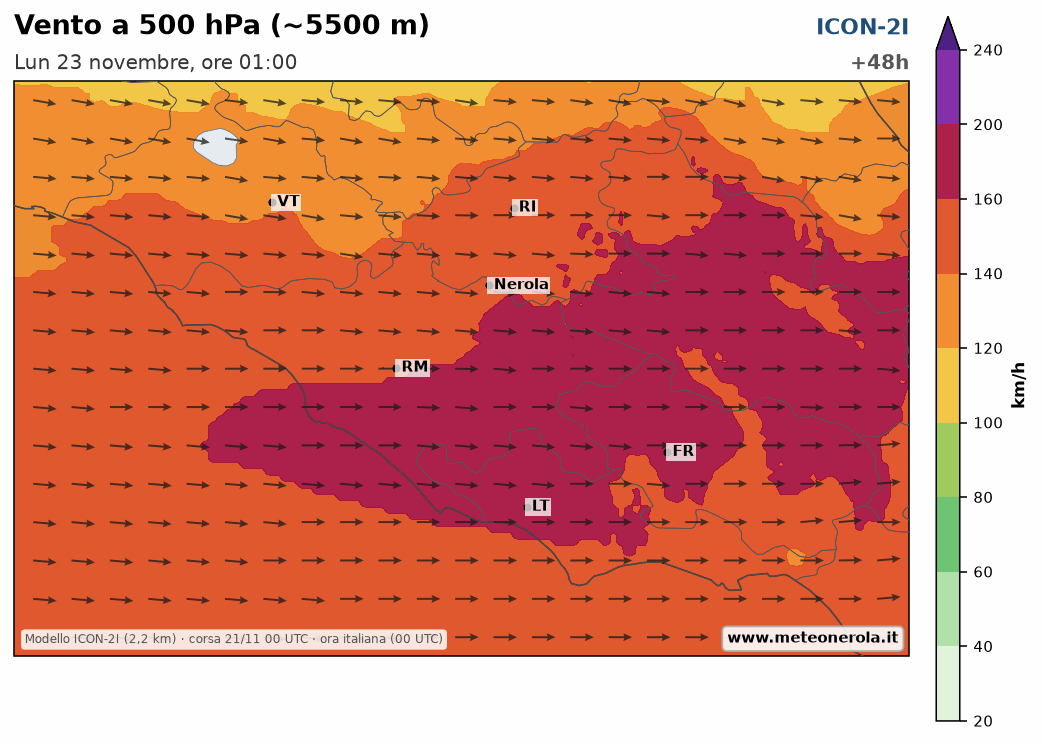 Vento a 500 hPa (~5500 m)
ICON-2I
Lun 23 novembre, ore 01:00
+48h
VT
RI
Nerola
RM
FR
LT
Modello ICON-2I (2,2 km) · corsa 21/11 00 UTC · ora italiana (00 UTC)
www.meteonerola.it
240
200
160
140
120
100
80
60
40
20
km/h